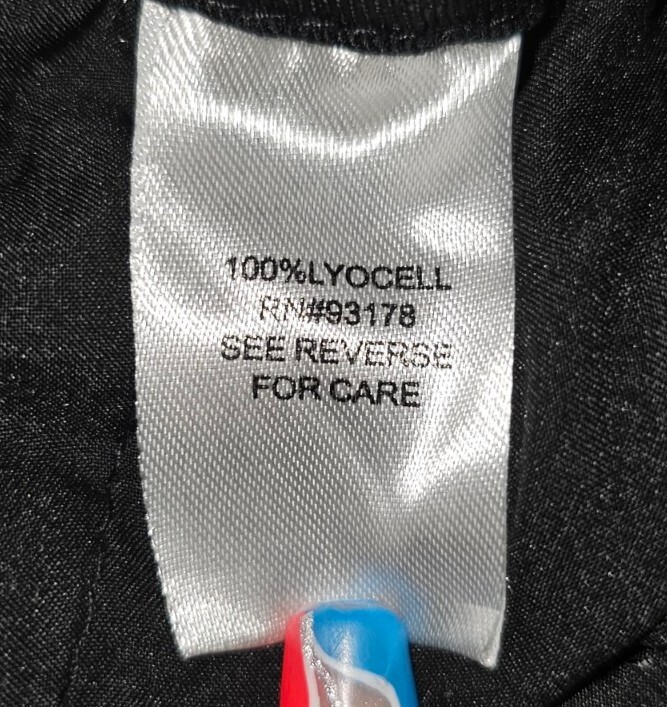 100%LYOCELL
RN#93178
SEE REVERSE
FOR CARE